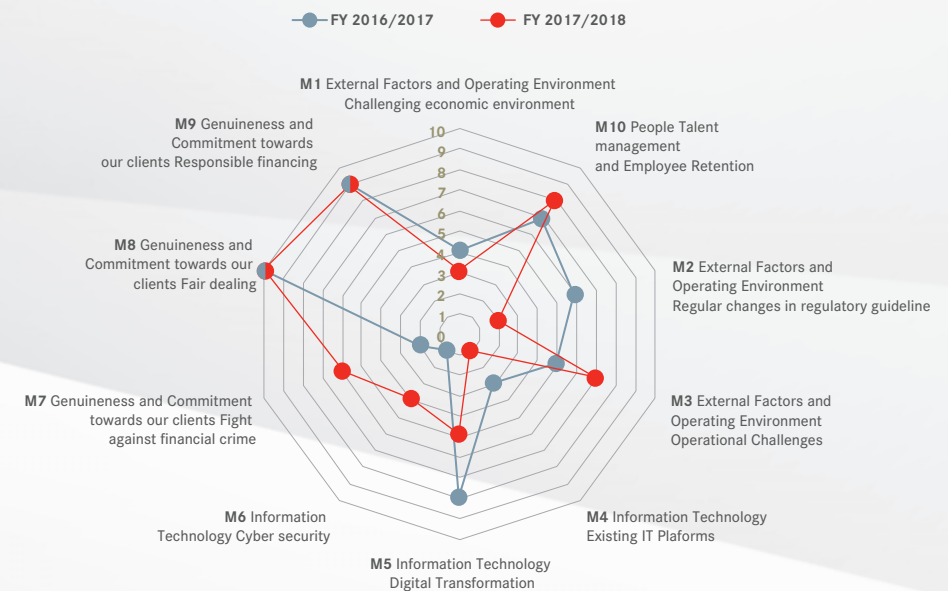 FY 2016/2017
FY 2017/2018
M1 External Factors and Operating Environment
Challenging economic environment
M9 Genuineness and
Commitment towards
our clients Responsible financing
M10 People Talent
management
and Employee Retention
10
9
8
7
6
5
4
3
2
1
0
M8 Genuineness and
Commitment towards our
clients Fair dealing
M2 External Factors and
Operating Environment
Regular changes in regulatory guideline
M7 Genuineness and Commitment
towards our clients Fight
against financial crime
M3 External Factors and
Operating Environment
Operational Challenges
M6 Information
Technology Cyber security
M4 Information Technology
Existing IT Plaforms
M5 Information Technology
Digital Transformation